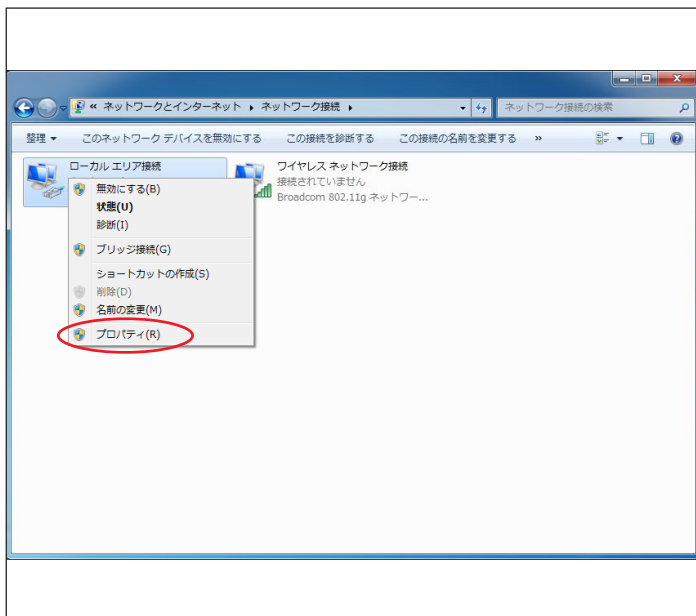 « ネットワークとインターネット ▸ ネットワーク接続 ▸
ネットワーク接続の検索
整理 ▼ このネットワーク デバイスを無効にする この接続を診断する この接続の名前を変更する »
ローカル エリア接続
無効にする(B)
状態(U)
診断(I)
ブリッジ接続(G)
ショートカットの作成(S)
削除(D)
名前の変更(M)
プロパティ(R)
ワイヤレス ネットワーク接続
接続されていません
Broadcom 802.11g ネットワー...